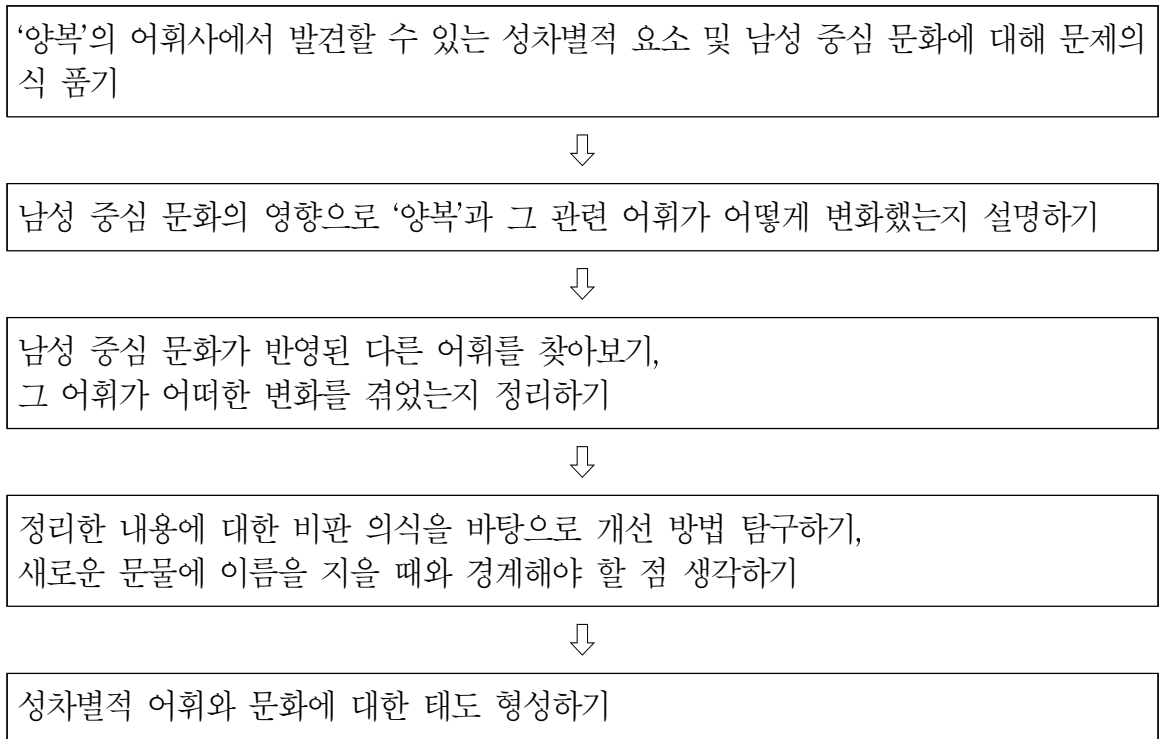 ‘양복’의 어휘사에서 발견할 수 있는 성차별적 요소 및 남성 중심 문화에 대해 문제의
식 품기
⇩
남성 중심 문화의 영향으로 ‘양복’과 그 관련 어휘가 어떻게 변화했는지 설명하기
⇩
남성 중심 문화가 반영된 다른 어휘를 찾아보기,
그 어휘가 어떠한 변화를 겪었는지 정리하기
⇩
정리한 내용에 대한 비판 의식을 바탕으로 개선 방법 탐구하기,
새로운 문물에 이름을 지을 때와 경계해야 할 점 생각하기
⇩
성차별적 어휘와 문화에 대한 태도 형성하기